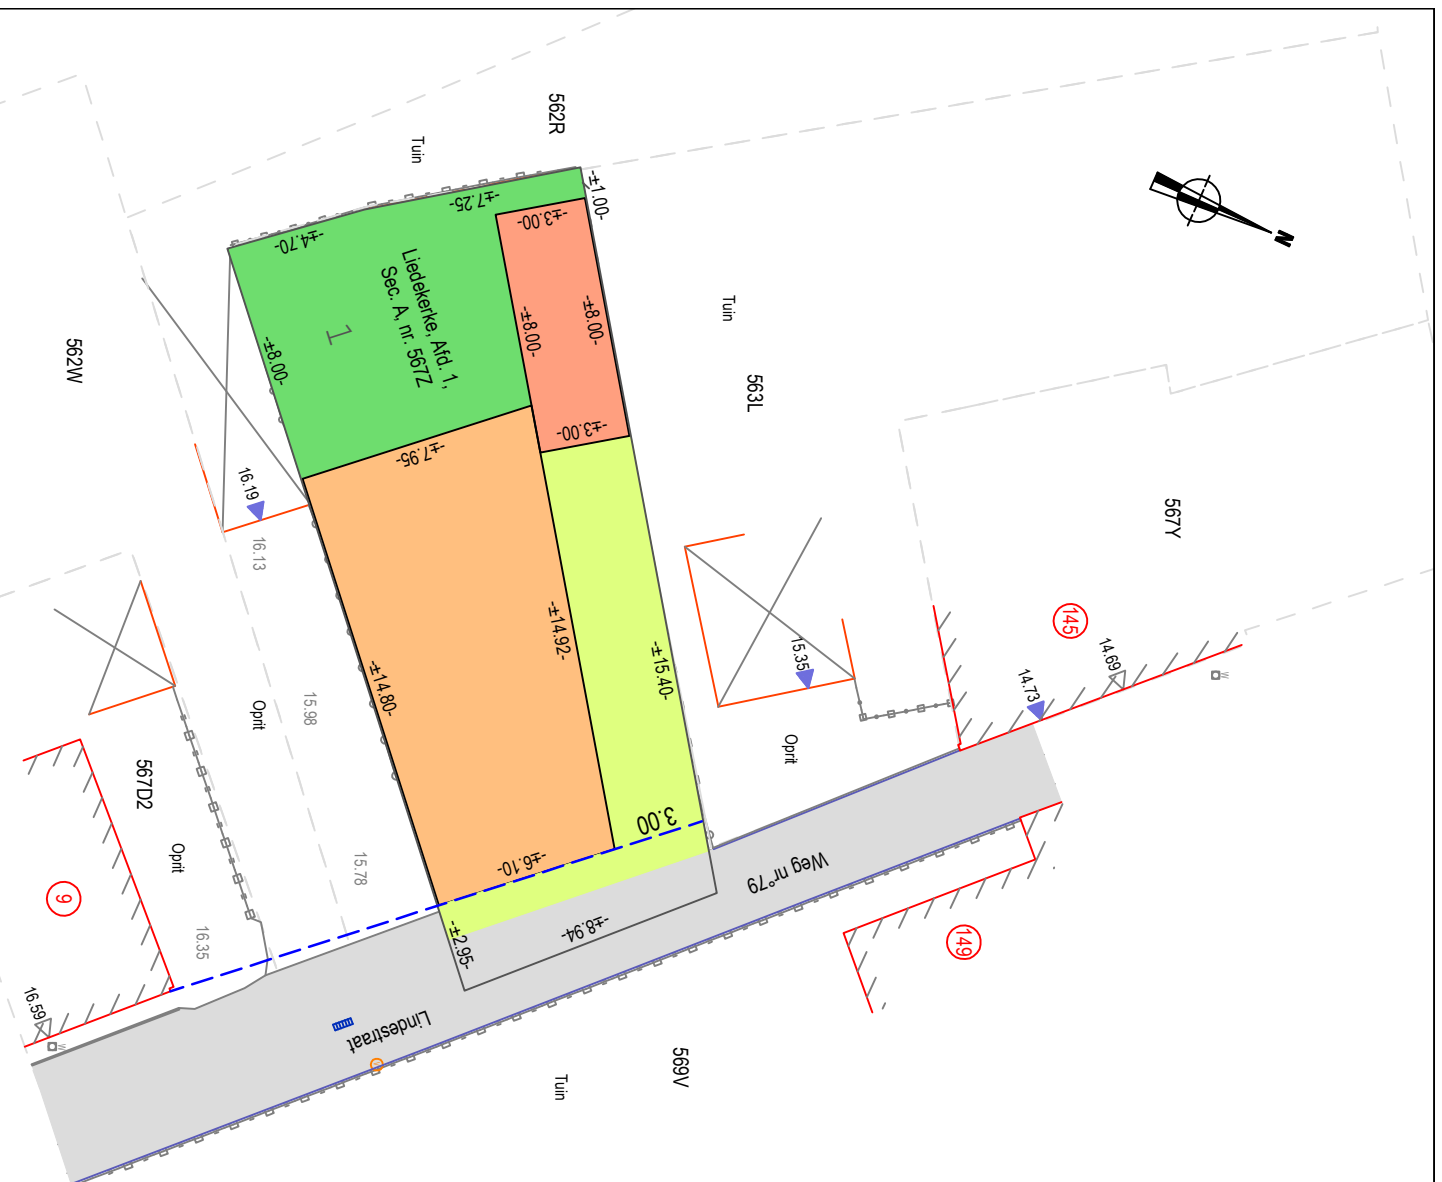 562R
Tuin
-±1.00-
-±7.25-
-±3.00-
-±4.70-
N
Liedekerke, Afd. 1,
Sec. A, nr. 567Z
1
-±8.00-
-±8.00-
-±8.00-
Tuin
562W
563L
-±3.00-
-±7.95-
16.19
16.13
567Y
145
14.69
14.73
-±14.92-
-±15.40-
15.35
-±14.80-
15.98
Oprit
Oprit
567D2
Oprit
3.00
-±6.10-
15.78
Weg nr°79
9
16.35
-±2.95-
-±8.94-
149
16.59
W
W
Lindestraat
569V
Tuin